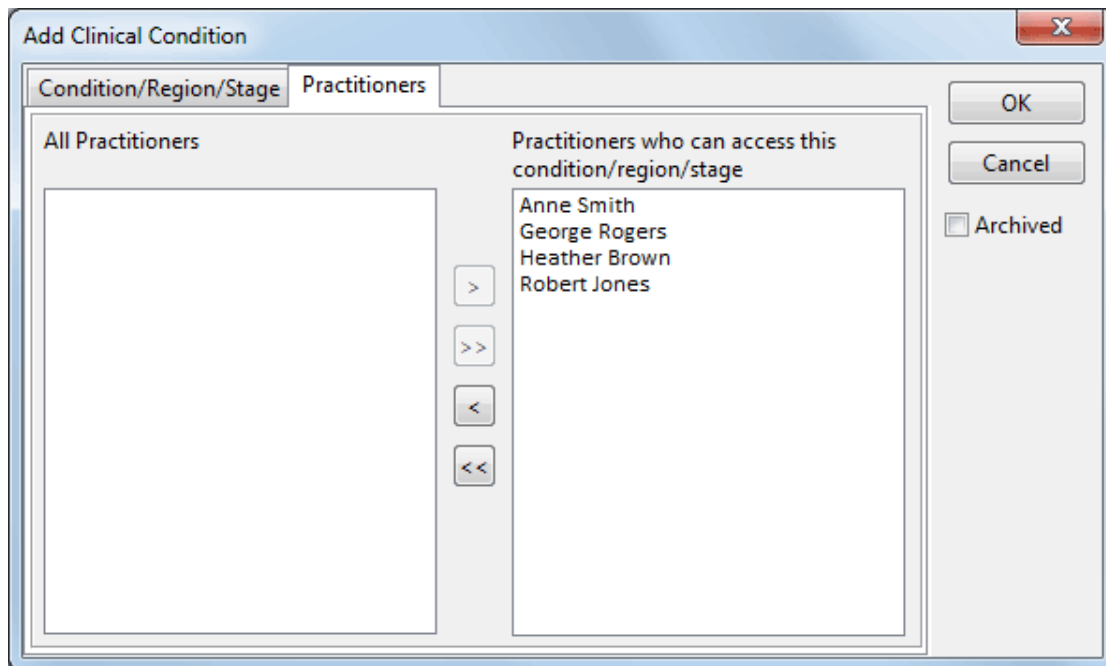 Add Clinical Condition
x
Condition/Region/Stage
Practitioners
OK
Cancel
Archived
All Practitioners
Practitioners who can access this
condition/region/stage
Anne Smith
George Rogers
Heather Brown
Robert Jones
>
>>
<
<<